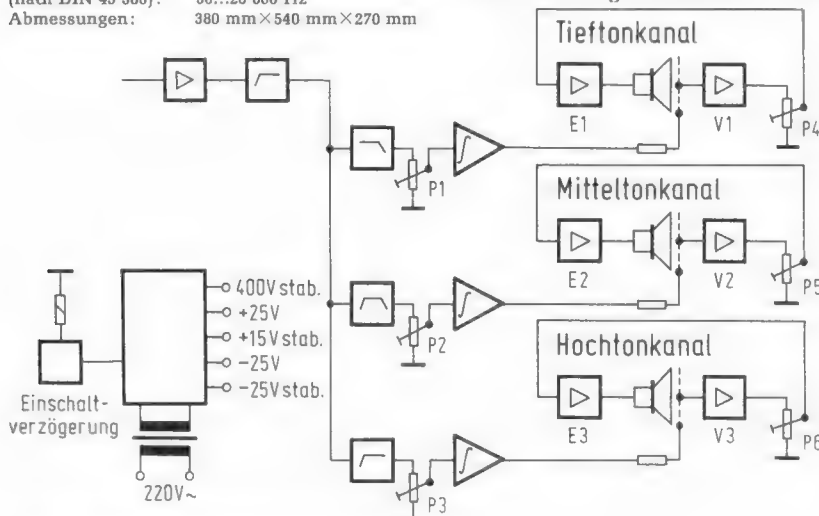 Abmessungen: 380 mm×540 mm×270 mm
Tieftonkanal
E1
V1
P4
P1
Mitteltonkanal
E2
V2
P5
P2
400V stab.
+25V
+15V stab.
-25V
-25V stab.
Einschalt-
verzögerung
220V~
Hochtonkanal
E3
V3
P6
P3